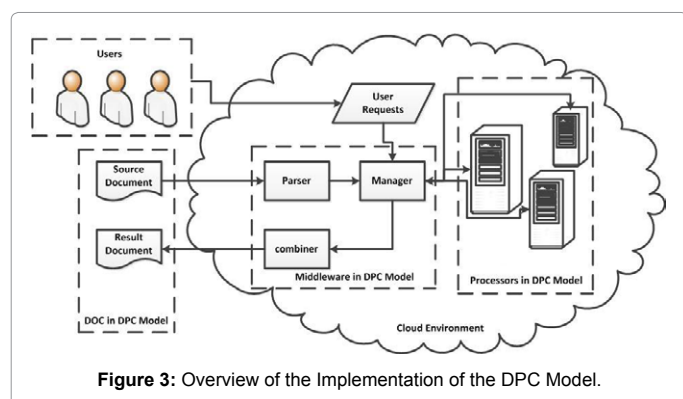 Users
User
Requests
Source
Document
Parser
Manager
Result
Document
combiner
Middleware in DPC Model
Processors in DPC Model
DOC in DPC Model
Cloud Environment
Figure 3: Overview of the Implementation of the DPC Model.